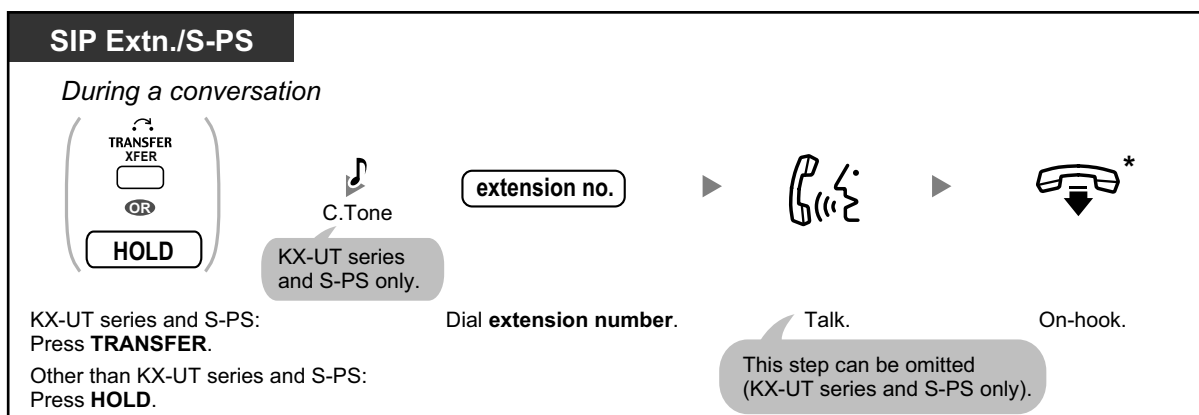 SIP Extn./S-PS
During a conversation
TRANSFER
XFER
OR
HOLD
C.Tone
KX-UT series
and S-PS only.
extension no.
*
KX-UT series and S-PS:
Press TRANSFER.
Other than KX-UT series and S-PS:
Press HOLD.
Dial extension number.
Talk.
This step can be omitted
(KX-UT series and S-PS only).
On-hook.